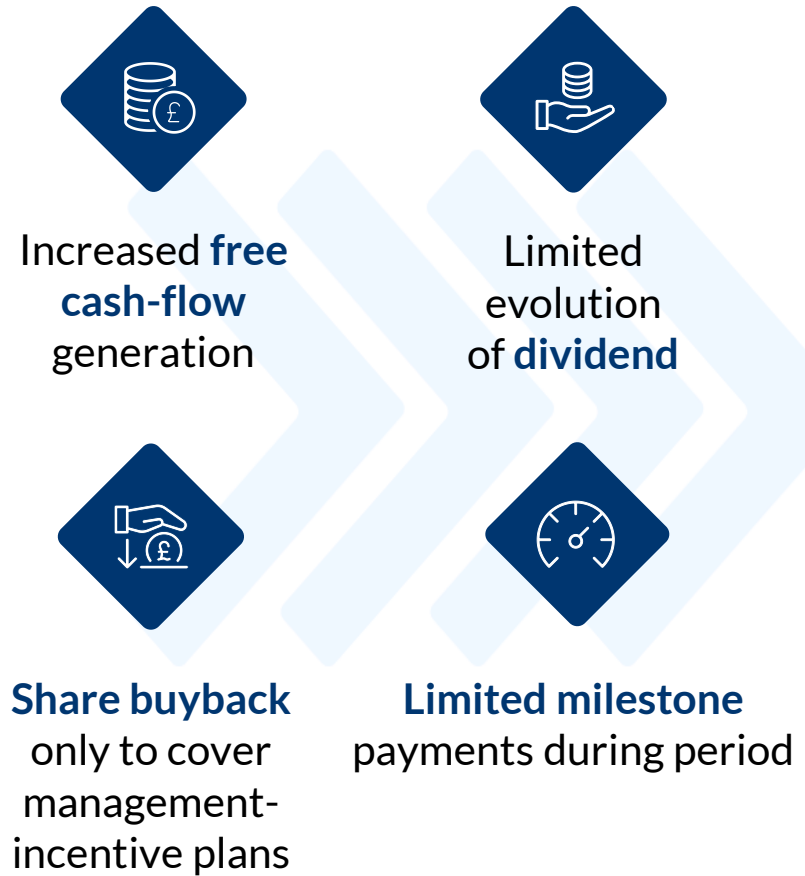 £
Increased free
cash-flow
generation
Limited
evolution
of dividend
£
Share buyback
only to cover
management-
incentive plans
Limited milestone
payments during period